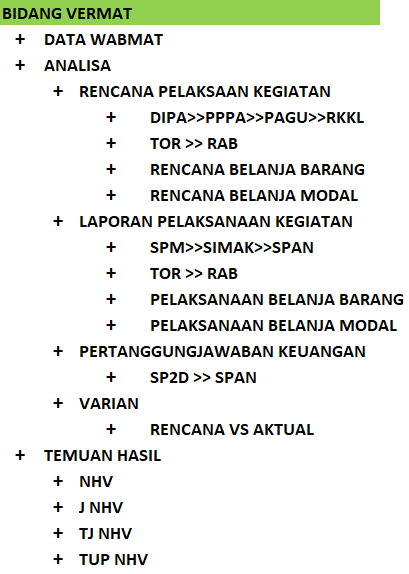 BIDANG VERMAT
+ DATA WABMAT
+ ANALISA
+ RENCANA PELAKSAAN KEGIATAN
+ DIPA>>PPPA>>PAGU>>RKKL
+ TOR >> RAB
+ RENCANA BELANJA BARANG
+ RENCANA BELANJA MODAL
+ LAPORAN PELAKSANAAN KEGIATAN
+ SPM>>SIMAK>>SPAN
+ TOR >> RAB
+ PELAKSANAAN BELANJA BARANG
+ PELAKSANAAN BELANJA MODAL
+ PERTANGGUNGJAWABAN KEUANGAN
+ SP2D >> SPAN
+ VARIAN
+ RENCANA VS AKTUAL
+ TEMUAN HASIL
+ NHV
+ J NHV
+ TJ NHV
+ TUP NHV